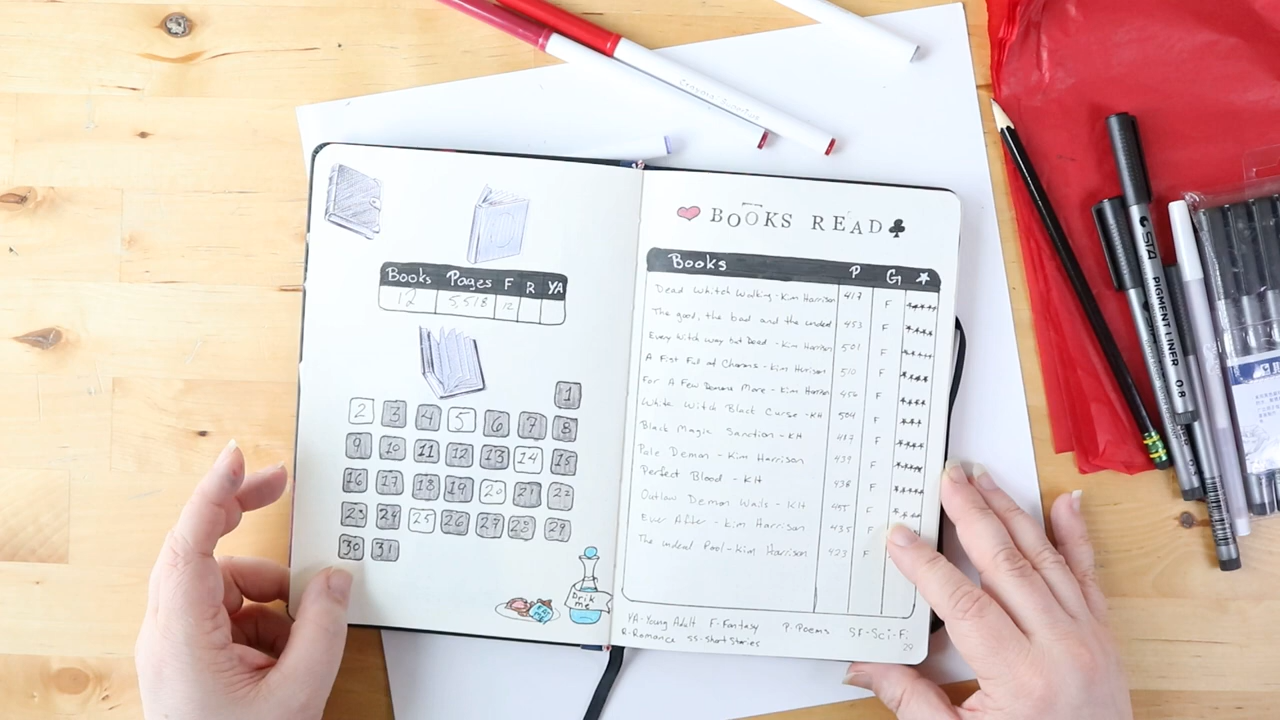 Books Pages F R YA
12 5,518 12
1
2 3 4 5 6 7 8
9 10 11 12 13 14 15
16 17 18 19 20 21 22
23 24 25 26 27 28 29
30 31
Drik
me
BOOKS READ
Books P G
Dead Whitch Walking - Kim Harrison 417 F
The good, the bad and the undead 453 F
Every Witch way but Dead - Kim Harrison 501 F
A Fist Full of Charms - Kim Harrison 510 F
For A Few Demons More - Kim Harrison 456 F
White Witch Black Curse - KH 504 F
Black Magic Sanction - KH 487 F
Pale Demon - Kim Harrison 439 F
Perfect Blood - KH 438 F
Outlaw Demon Wails - KH 455 F
Ever After - Kim Harrison 435 F
The Undead Pool - Kim Harrison 423 F
YA-Young Adult F-Fantasy P-Poems SF-Sci-Fi
R-Romance SS-Short Stories
29
STA PIGMENT LINER 0.8